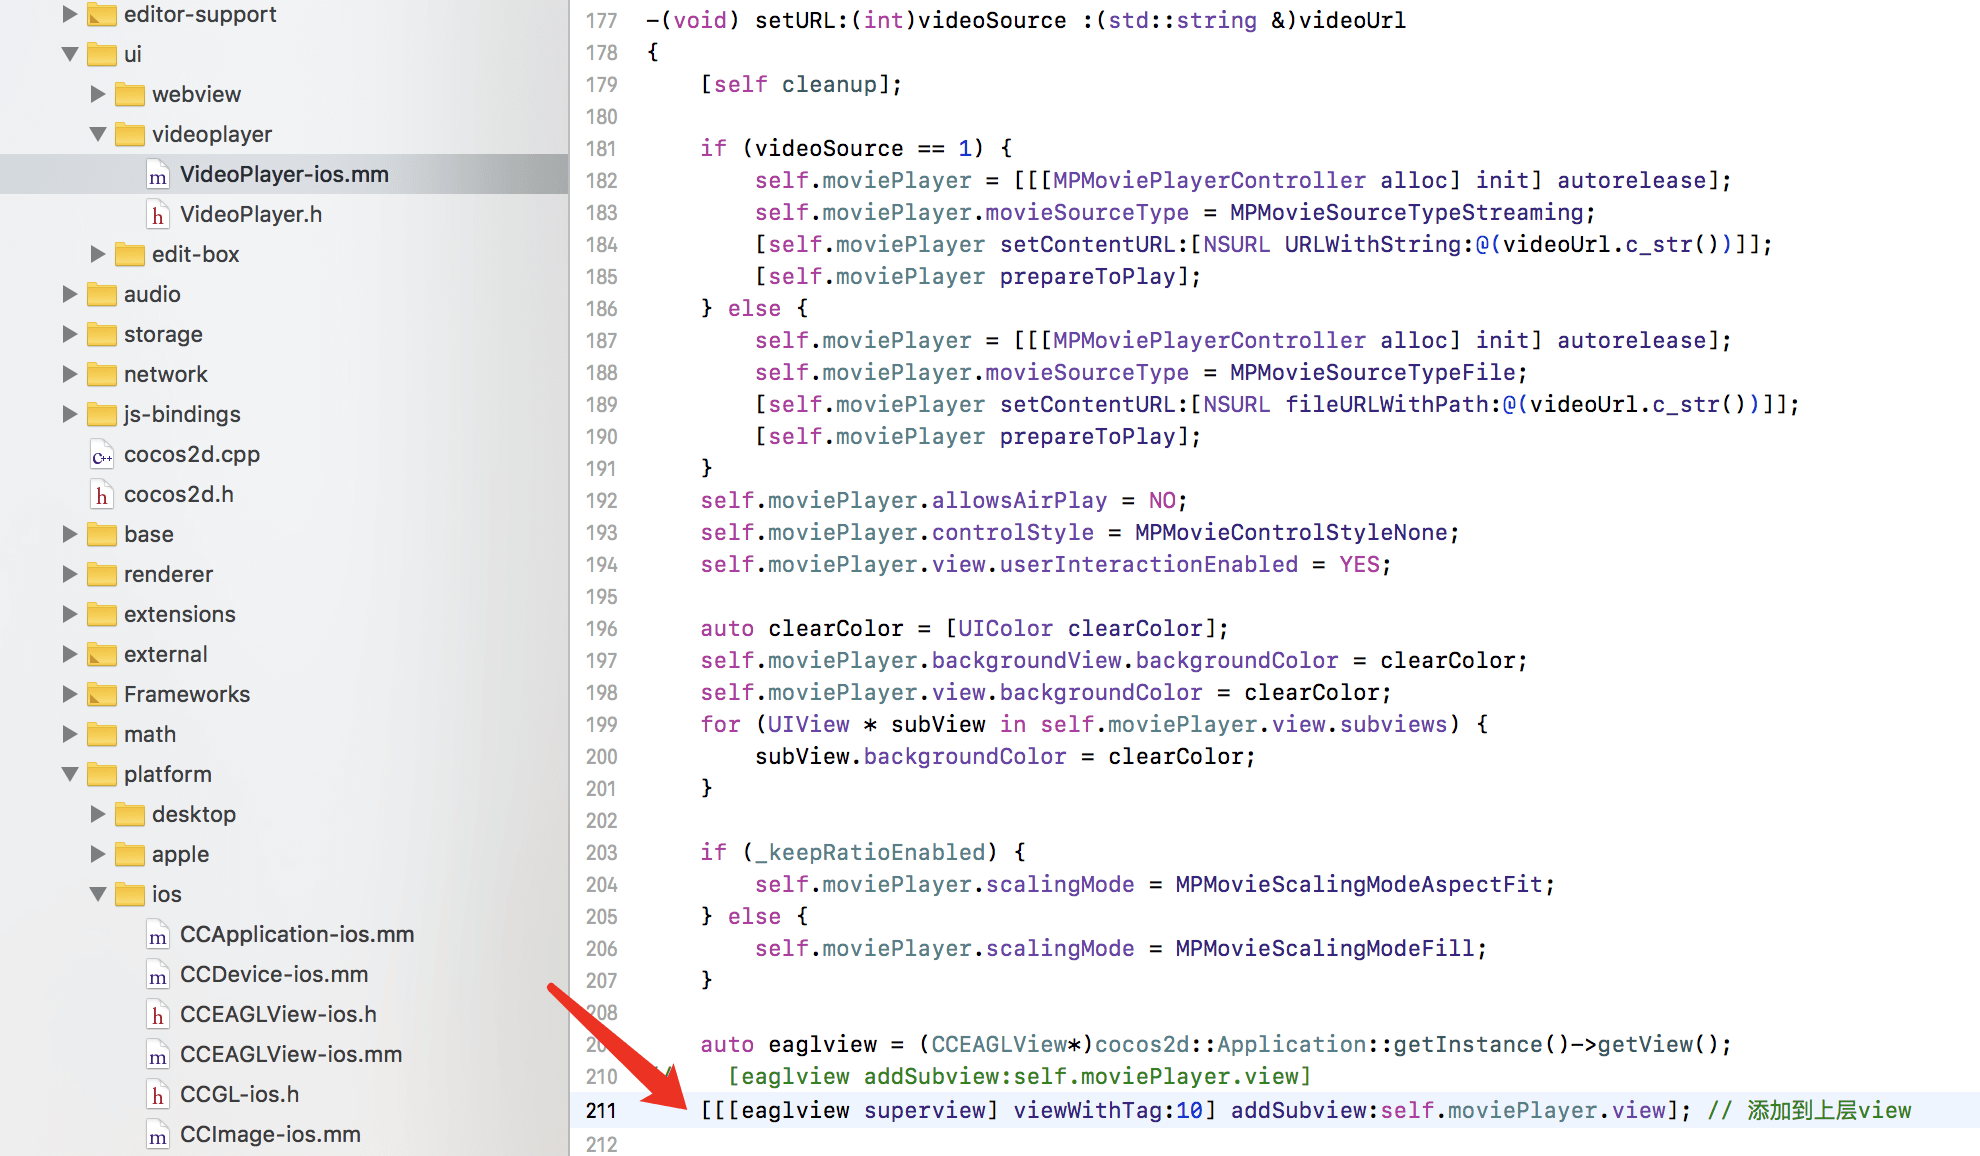 editor-support
ui
webview
videoplayer
m VideoPlayer-ios.mm
h VideoPlayer.h
edit-box
audio
storage
network
js-bindings
c++ cocos2d.cpp
h cocos2d.h
base
renderer
extensions
external
Frameworks
math
platform
desktop
apple
ios
m CCApplication-ios.mm
m CCDevice-ios.mm
h CCEAGLView-ios.h
m CCEAGLView-ios.mm
h CCGL-ios.h
m CCImage-ios.mm
177 -(void) setURL:(int)videoSource :(std::string &)videoUrl
178 {
179     [self cleanup];
180
181     if (videoSource == 1) {
182         self.moviePlayer = [[[MPMoviePlayerController alloc] init] autorelease];
183         self.moviePlayer.movieSourceType = MPMovieSourceTypeStreaming;
184         [self.moviePlayer setContentURL:[NSURL URLWithString:@(videoUrl.c_str())]];
185         [self.moviePlayer prepareToPlay];
186     } else {
187         self.moviePlayer = [[[MPMoviePlayerController alloc] init] autorelease];
188         self.moviePlayer.movieSourceType = MPMovieSourceTypeFile;
189         [self.moviePlayer setContentURL:[NSURL fileURLWithPath:@(videoUrl.c_str())]];
190         [self.moviePlayer prepareToPlay];
191     }
192     self.moviePlayer.allowsAirPlay = NO;
193     self.moviePlayer.controlStyle = MPMovieControlStyleNone;
194     self.moviePlayer.view.userInteractionEnabled = YES;
195
196     auto clearColor = [UIColor clearColor];
197     self.moviePlayer.backgroundView.backgroundColor = clearColor;
198     self.moviePlayer.view.backgroundColor = clearColor;
199     for (UIView * subView in self.moviePlayer.view.subviews) {
200         subView.backgroundColor = clearColor;
201     }
202
203     if (_keepRatioEnabled) {
204         self.moviePlayer.scalingMode = MPMovieScalingModeAspectFit;
205     } else {
206         self.moviePlayer.scalingMode = MPMovieScalingModeFill;
207     }
208
    auto eaglview = (CCEAGLView*)cocos2d::Application::getInstance()->getView();
210     [eaglview addSubview:self.moviePlayer.view]
211     [[[eaglview superview] viewWithTag:10] addSubview:self.moviePlayer.view]; // 添加到上层view
212